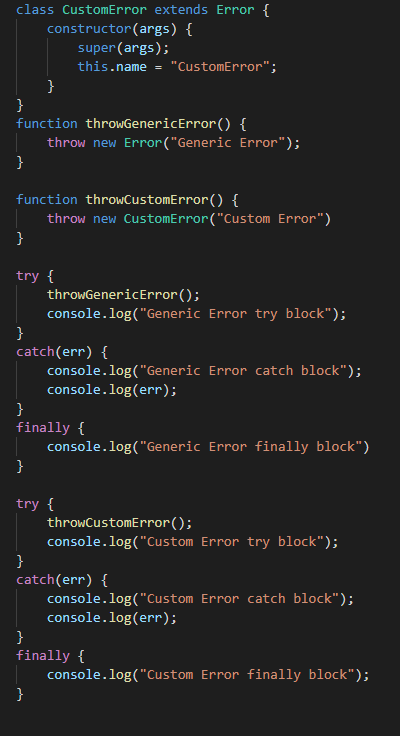 class CustomError extends Error {
    constructor(args) {
        super(args);
        this.name = "CustomError";
    }
}
function throwGenericError() {
    throw new Error("Generic Error");
}

function throwCustomError() {
    throw new CustomError("Custom Error")
}

try {
    throwGenericError();
    console.log("Generic Error try block");
}
catch(err) {
    console.log("Generic Error catch block");
    console.log(err);
}
finally {
    console.log("Generic Error finally block")
}

try {
    throwCustomError();
    console.log("Custom Error try block");
}
catch(err) {
    console.log("Custom Error catch block");
    console.log(err);
}
finally {
    console.log("Custom Error finally block");
}